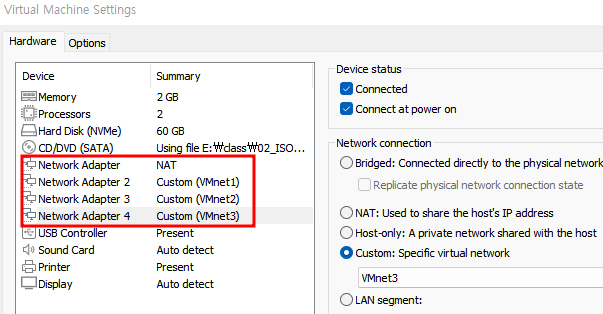 Virtual Machine Settings
Hardware Options
Device Summary
Memory 2 GB
Processors 2
Hard Disk (NVMe) 60 GB
CD/DVD (SATA) Using file E:₩class₩02_ISO...
Network Adapter NAT
Network Adapter 2 Custom (VMnet1)
Network Adapter 3 Custom (VMnet2)
Network Adapter 4 Custom (VMnet3)
USB Controller Present
Sound Card Auto detect
Printer Present
Display Auto detect
Device status
Connected
Connect at power on
Network connection
Bridged: Connected directly to the physical network
Replicate physical network connection state
NAT: Used to share the host's IP address
Host-only: A private network shared with the host
Custom: Specific virtual network
VMnet3
LAN segment: